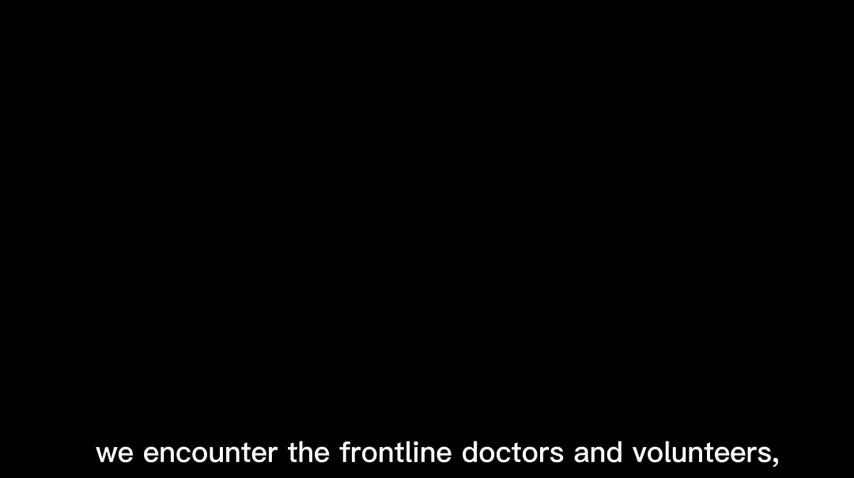 we encounter the frontline doctors and volunteers,